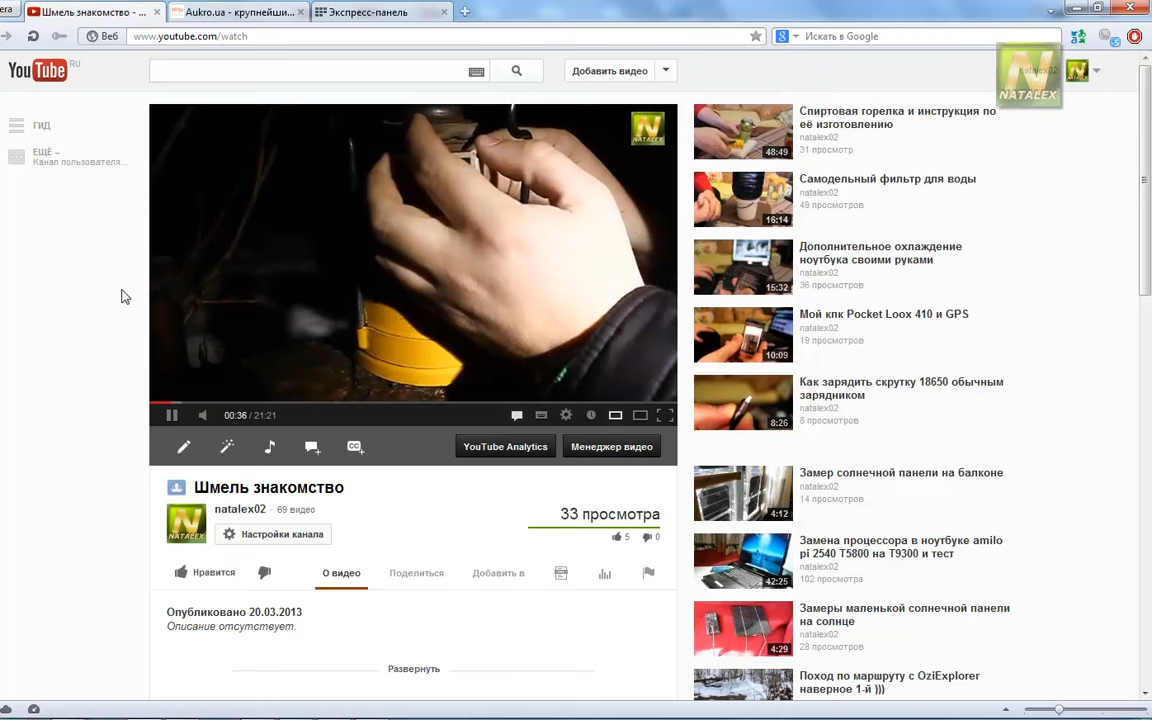 era
Шмель знакомство - ...
Aukro.ua - крупнейши...
Экспресс-панель
Веб
www.youtube.com/watch
Искать в Google
YouTube RU
Добавить видео
natalex02
NATALEX
ГИД
ЕЩЁ –
Канал пользователя...
N
NATALEX
00:36 / 21:21
CC
YouTube Analytics
Менеджер видео
Шмель знакомство
natalex02 · 69 видео
Настройки канала
33 просмотра
5 0
Нравится
О видео
Поделиться
Добавить в
Опубликовано 20.03.2013
Описание отсутствует.
Развернуть
Спиртовая горелка и инструкция по
её изготовлению
natalex02
31 просмотр
48:49
Самодельный фильтр для воды
natalex02
49 просмотров
16:14
Дополнительное охлаждение
ноутбука своими руками
natalex02
36 просмотров
15:32
Мой кпк Pocket Loox 410 и GPS
natalex02
19 просмотров
10:09
Как зарядить скрутку 18650 обычным
зарядником
natalex02
8 просмотров
8:26
Замер солнечной панели на балконе
natalex02
14 просмотров
4:12
Замена процессора в ноутбуке amilo
pi 2540 T5800 на T9300 и тест
natalex02
102 просмотра
42:25
Замеры маленькой солнечной панели
на солнце
natalex02
28 просмотров
4:29
Поход по маршруту с OziExplorer
наверное 1-й )))